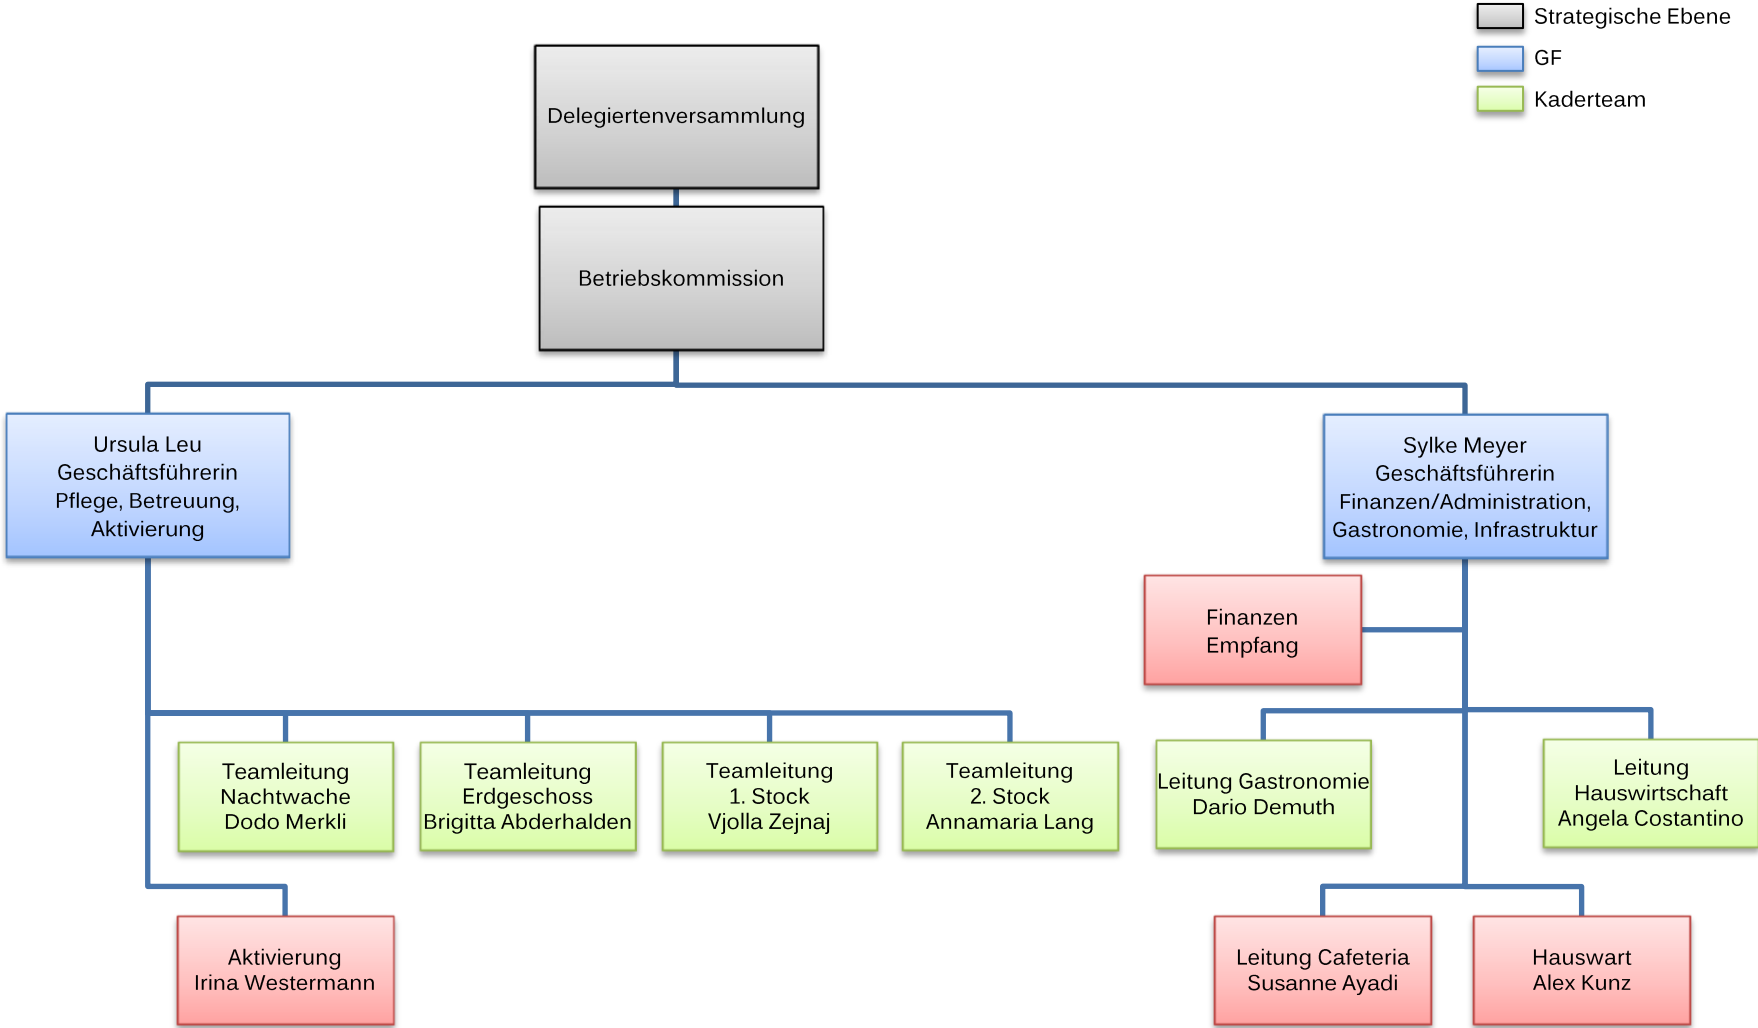 Strategische Ebene
GF
Kaderteam
Delegiertenversammlung
Betriebskommission
Ursula Leu
Geschäftsführerin
Pflege, Betreuung,
Aktivierung
Sylke Meyer
Geschäftsführerin
Finanzen/Administration,
Gastronomie, Infrastruktur
Finanzen
Empfang
Teamleitung
Nachtwache
Dodo Merkli
Teamleitung
Erdgeschoss
Brigitta Abderhalden
Teamleitung
1. Stock
Vjolla Zejnaj
Teamleitung
2. Stock
Annamaria Lang
Leitung Gastronomie
Dario Demuth
Leitung
Hauswirtschaft
Angela Costantino
Aktivierung
Irina Westermann
Leitung Cafeteria
Susanne Ayadi
Hauswart
Alex Kunz